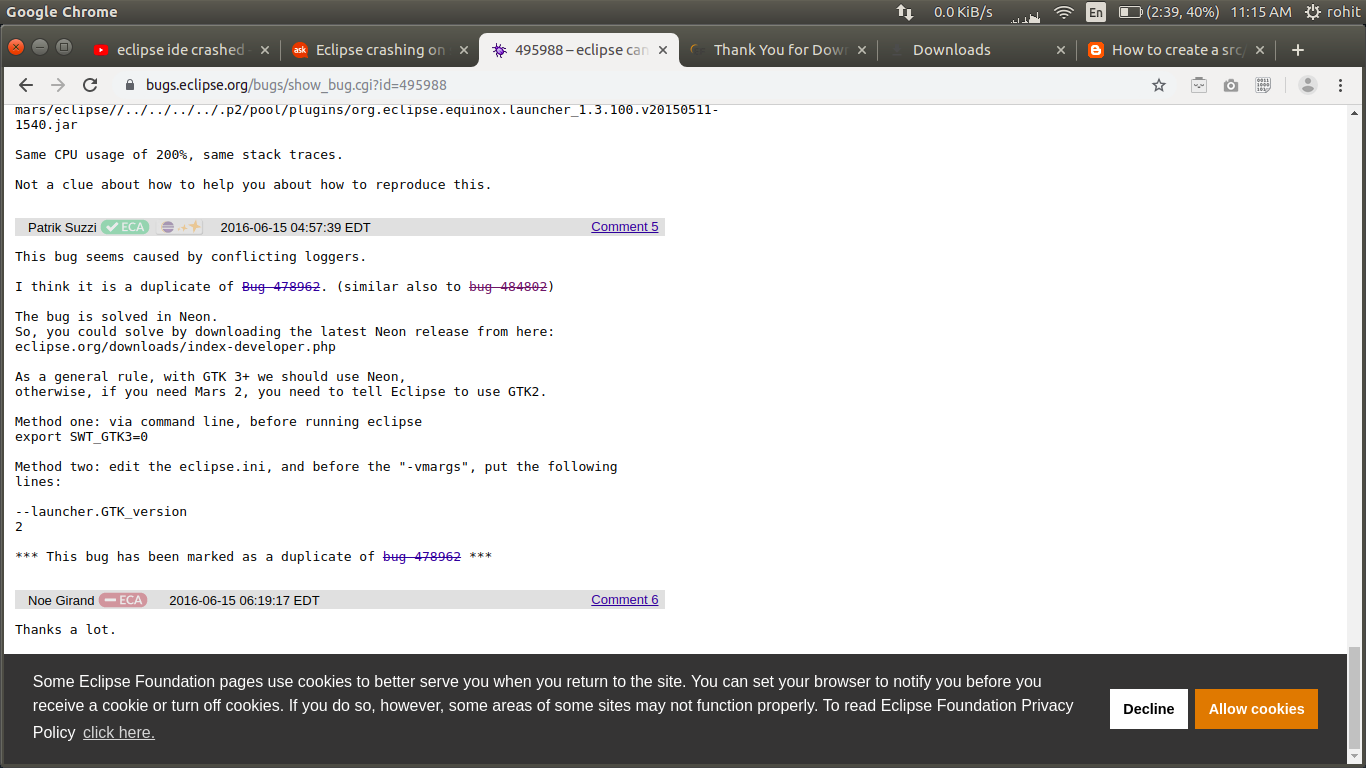 Google Chrome
0.0 KiB/s
En
(2:39, 40%)
11:15 AM
rohit
eclipse ide crashed
ask
Eclipse crashing on
495988 – eclipse can
Thank You for Down
Downloads
How to create a src/
bugs.eclipse.org/bugs/show_bug.cgi?id=495988
mars/eclipse//../../../../.p2/pool/plugins/org.eclipse.equinox.launcher_1.3.100.v20150511-
1540.jar
Same CPU usage of 200%, same stack traces.
Not a clue about how to help you about how to reproduce this.
Patrik Suzzi ECA 2016-06-15 04:57:39 EDT Comment 5
This bug seems caused by conflicting loggers.
I think it is a duplicate of Bug 478962. (similar also to bug 484802)
The bug is solved in Neon.
So, you could solve by downloading the latest Neon release from here:
eclipse.org/downloads/index-developer.php
As a general rule, with GTK 3+ we should use Neon,
otherwise, if you need Mars 2, you need to tell Eclipse to use GTK2.
Method one: via command line, before running eclipse
export SWT_GTK3=0
Method two: edit the eclipse.ini, and before the "-vmargs", put the following
lines:
--launcher.GTK_version
2
*** This bug has been marked as a duplicate of bug 478962 ***
Noe Girand ECA 2016-06-15 06:19:17 EDT Comment 6
Thanks a lot.
Some Eclipse Foundation pages use cookies to better serve you when you return to the site. You can set your browser to notify you before you
receive a cookie or turn off cookies. If you do so, however, some areas of some sites may not function properly. To read Eclipse Foundation Privacy
Policy click here.
Decline
Allow cookies